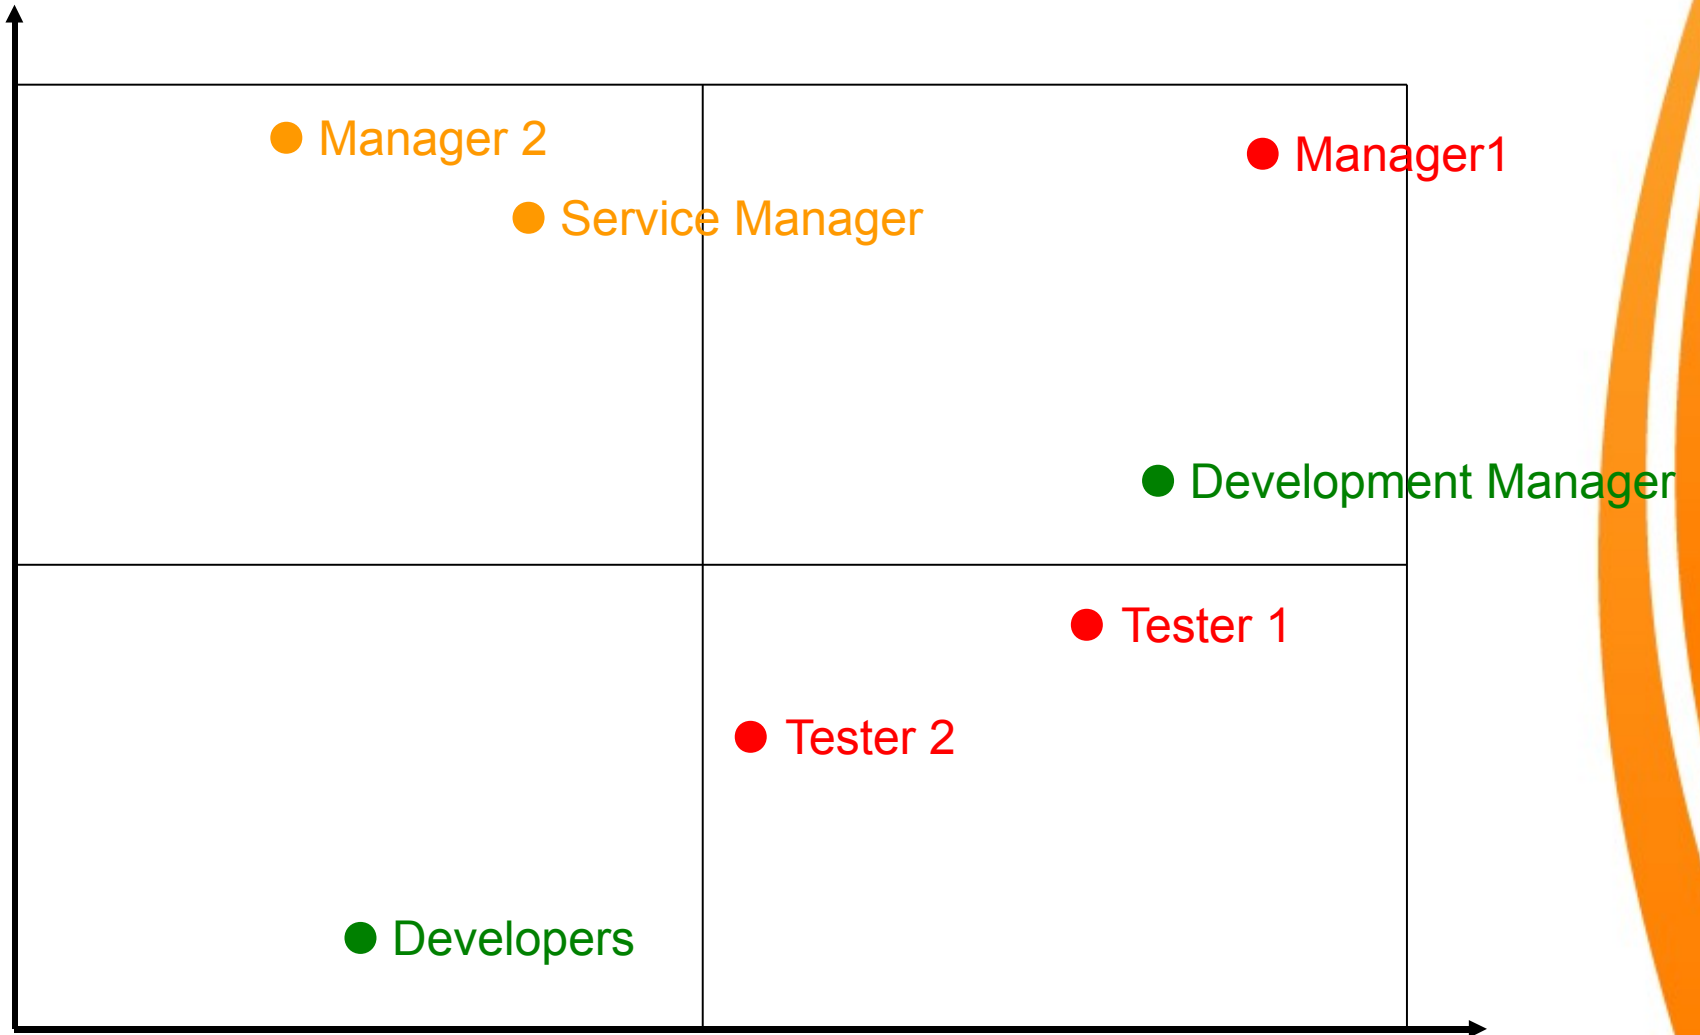 Manager 2
Manager1
Service Manager
Development Manager
Tester 1
Tester 2
Developers